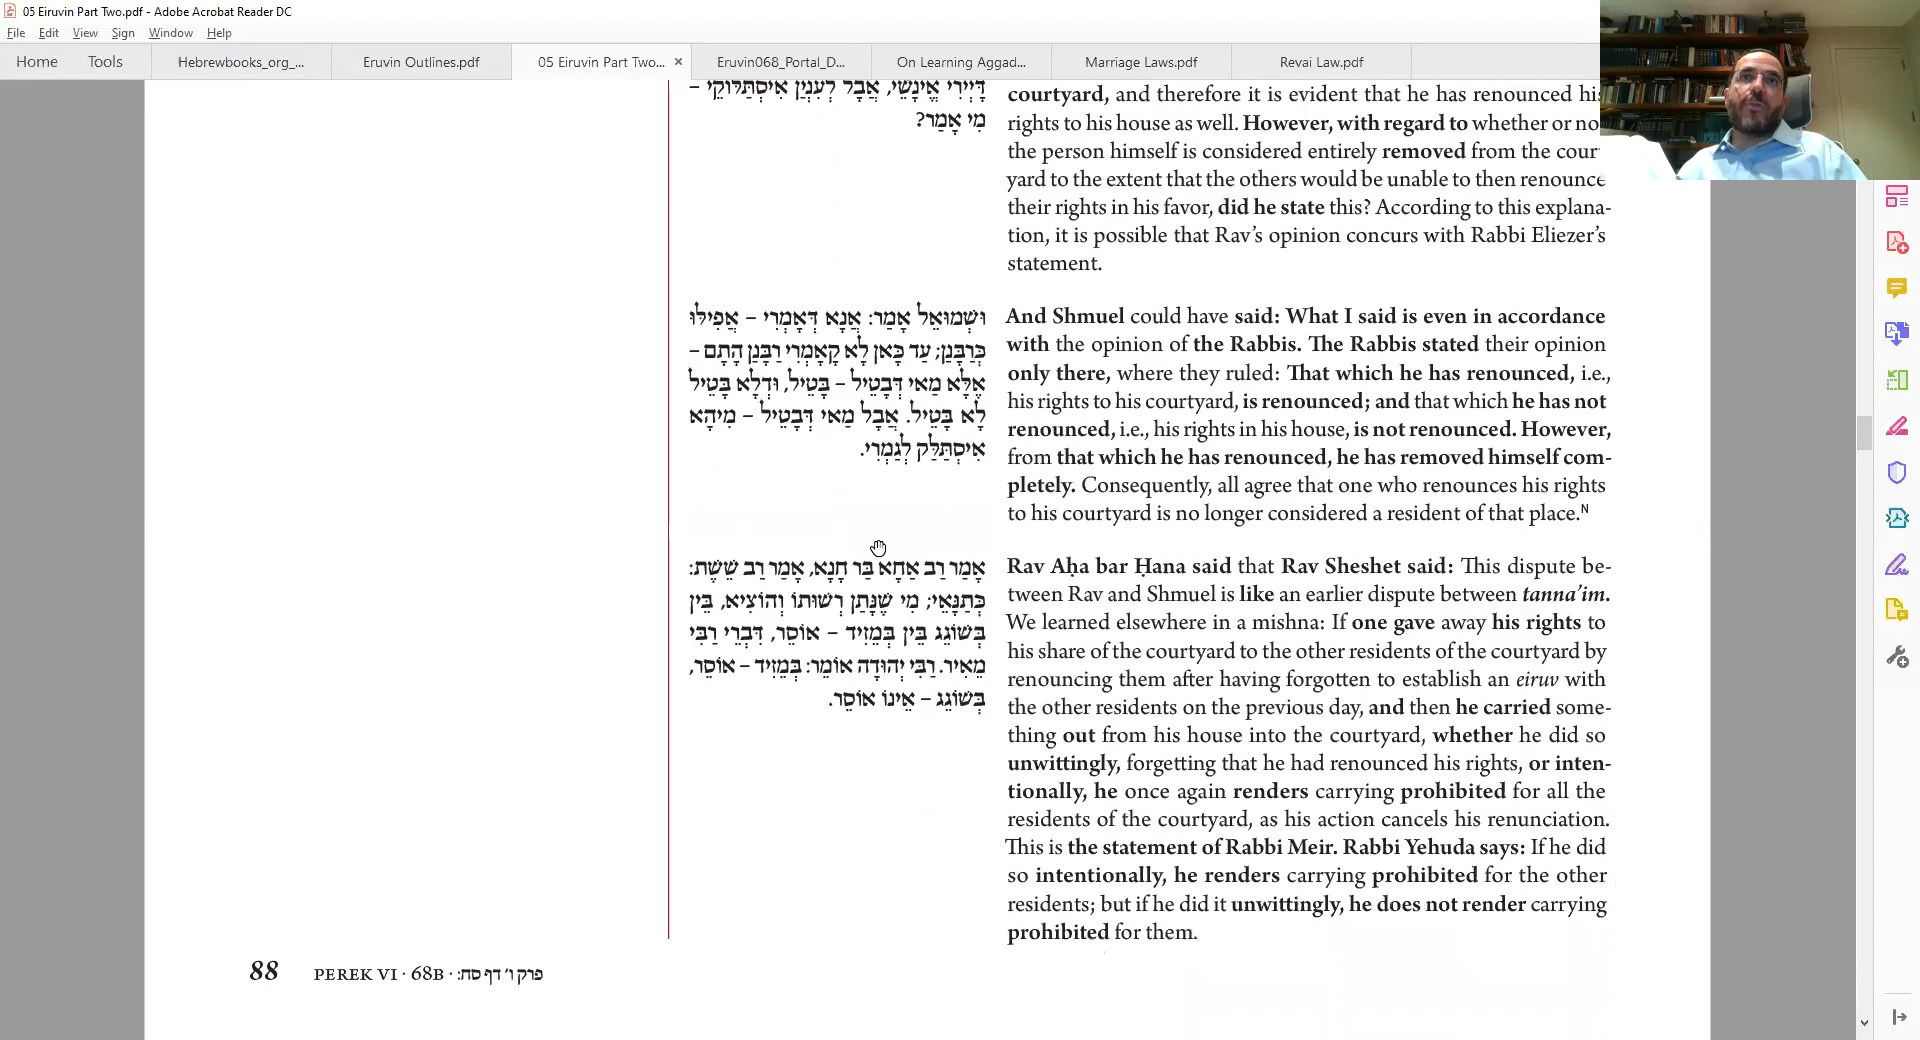 05 Eiruvin Part Two.pdf - Adobe Acrobat Reader DC
File Edit View Sign Window Help
Home Tools Hebrewbooks_org_... Eruvin Outlines.pdf 05 Eiruvin Part Two... × Eruvin068_Portal_D... On Learning Aggad... Marriage Laws.pdf Revai Law.pdf
דָּיְירִי אֱינָשֵׁי, אֲבָל לְעִנְיַן אִיסְתַּלּוֹקֵי –
מִי אָמַר?
courtyard, and therefore it is evident that he has renounced his
rights to his house as well. However, with regard to whether or no
the person himself is considered entirely removed from the cour
yard to the extent that the others would be unable to then renounce
their rights in his favor, did he state this? According to this explana-
tion, it is possible that Rav's opinion concurs with Rabbi Eliezer's
statement.
וּשְׁמוּאֵל אָמַר: אֲנָא דְּאָמְרִי – אֲפִילּוּ
כְּרַבָּנַן; עַד כָּאן לָא קָאָמְרִי רַבָּנַן הָתָם –
אֶלָּא מַאי דְּבָטֵיל – בָּטֵיל, וּדְלָא בָּטֵיל
לָא בָּטֵיל. אֲבָל מַאי דְּבָטֵיל – מִיהָא
אִיסְתַּלַּק לְגַמְרִי.
And Shmuel could have said: What I said is even in accordance
with the opinion of the Rabbis. The Rabbis stated their opinion
only there, where they ruled: That which he has renounced, i.e.,
his rights to his courtyard, is renounced; and that which he has not
renounced, i.e., his rights in his house, is not renounced. However,
from that which he has renounced, he has removed himself com-
pletely. Consequently, all agree that one who renounces his rights
to his courtyard is no longer considered a resident of that place.N
אָמַר רַב אַחָא בַּר חָנָא, אָמַר רַב שֵׁשֶׁת:
כְּתַנָּאֵי; מִי שֶׁנָּתַן רְשׁוּתוֹ וְהוֹצִיא, בֵּין
בְּשׁוֹגֵג בֵּין בְּמֵזִיד – אוֹסֵר, דִּבְרֵי רַבִּי
מֵאִיר. רַבִּי יְהוּדָה אוֹמֵר: בְּמֵזִיד – אוֹסֵר,
בְּשׁוֹגֵג – אֵינוֹ אוֹסֵר.
Rav Aḥa bar Ḥana said that Rav Sheshet said: This dispute be-
tween Rav and Shmuel is like an earlier dispute between tanna'im.
We learned elsewhere in a mishna: If one gave away his rights to
his share of the courtyard to the other residents of the courtyard by
renouncing them after having forgotten to establish an eiruv with
the other residents on the previous day, and then he carried some-
thing out from his house into the courtyard, whether he did so
unwittingly, forgetting that he had renounced his rights, or inten-
tionally, he once again renders carrying prohibited for all the
residents of the courtyard, as his action cancels his renunciation.
This is the statement of Rabbi Meir. Rabbi Yehuda says: If he did
so intentionally, he renders carrying prohibited for the other
residents; but if he did it unwittingly, he does not render carrying
prohibited for them.
88 PEREK VI · 68B · פרק ו׳ דף סח: